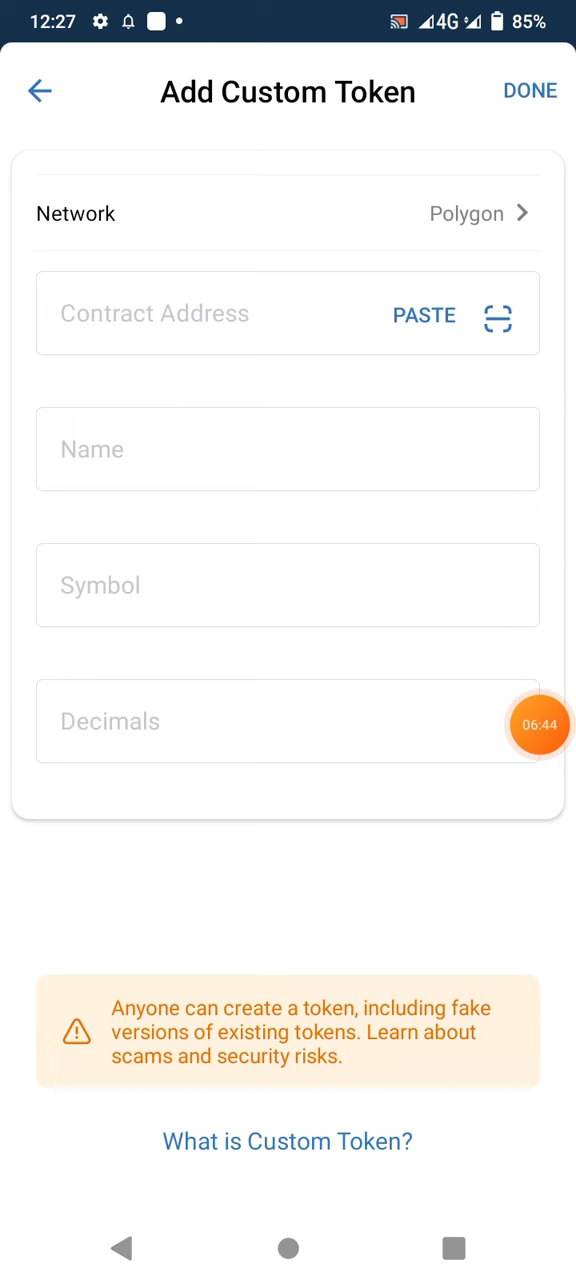 12:27 4G 85%
Add Custom Token DONE
Network Polygon
Contract Address PASTE
Name
Symbol
Decimals
06:44
Anyone can create a token, including fake
versions of existing tokens. Learn about
scams and security risks.
What is Custom Token?